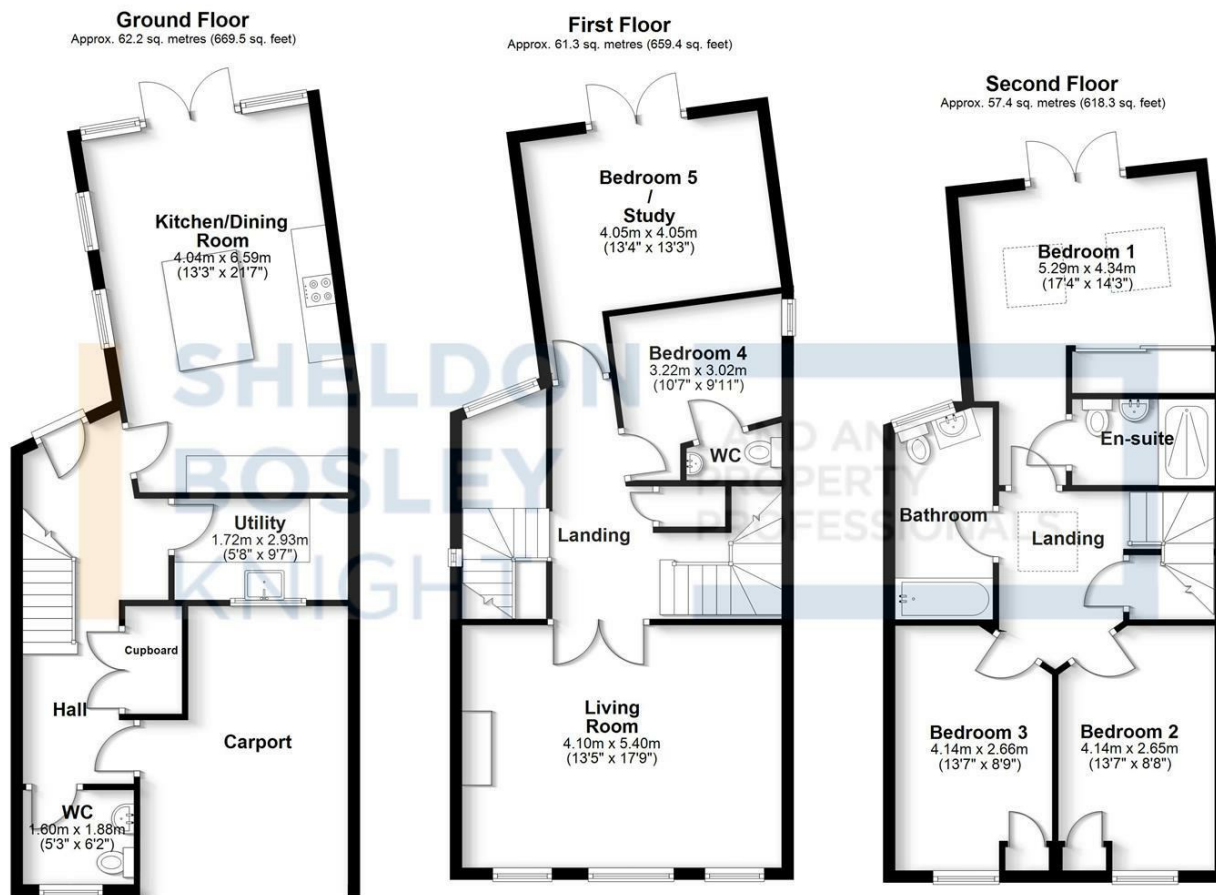 Ground Floor
Approx. 62.2 sq. metres (669.5 sq. feet)
Kitchen/Dining
Room
4.04m x 6.59m
(13'3" x 21'7")
Utility
1.72m x 2.93m
(5'8" x 9'7")
Cupboard
Hall
Carport
WC
1.60m x 1.88m
(5'3" x 6'2")
First Floor
Approx. 61.3 sq. metres (659.4 sq. feet)
Bedroom 5
/
Study
4.05m x 4.05m
(13'4" x 13'3")
Bedroom 4
3.22m x 3.02m
(10'7" x 9'11")
WC
Landing
Living
Room
4.10m x 5.40m
(13'5" x 17'9")
Second Floor
Approx. 57.4 sq. metres (618.3 sq. feet)
Bedroom 1
5.29m x 4.34m
(17'4" x 14'3")
En-suite
Bathroom
Landing
Bedroom 3
4.14m x 2.66m
(13'7" x 8'9")
Bedroom 2
4.14m x 2.65m
(13'7" x 8'8")
SHELDON
BOSLEY
KNIGHT
LAND AND
PROPERTY
PROFESSIONALS